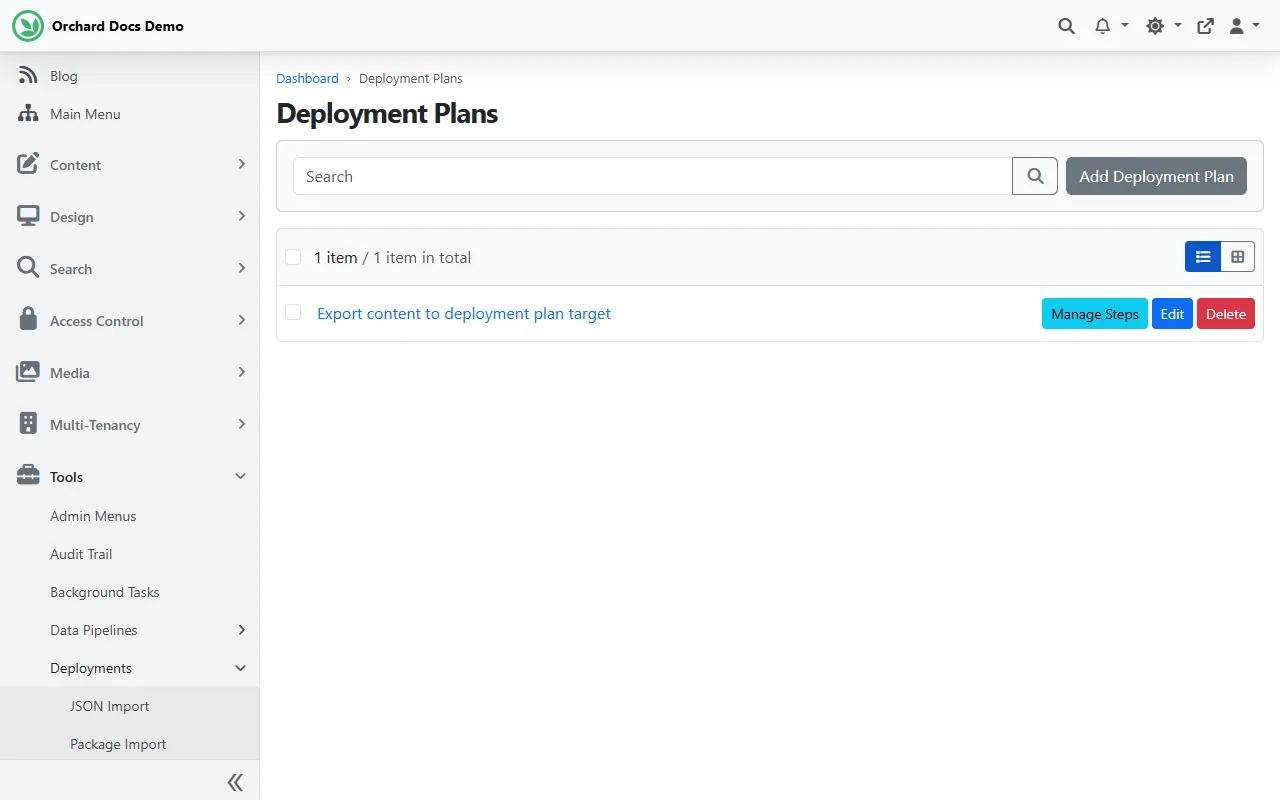 Orchard Docs Demo
Blog
Main Menu
Content
Design
Search
Access Control
Media
Multi-Tenancy
Tools
Admin Menus
Audit Trail
Background Tasks
Data Pipelines
Deployments
JSON Import
Package Import
Dashboard › Deployment Plans
Deployment Plans
Search
Add Deployment Plan
1 item / 1 item in total
Export content to deployment plan target
Manage Steps
Edit
Delete